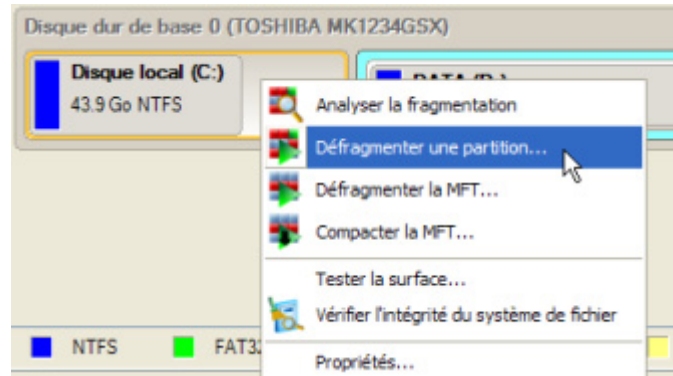 Disque dur de base 0 (TOSHIBA MK1234GSX)
Disque local (C:)
43.9 Go NTFS
Analyser la fragmentation
Défragmenter une partition...
Défragmenter la MFT...
Compacter la MFT...
Tester la surface...
Vérifier l'intégrité du système de fichier
Propriétés...
NTFS